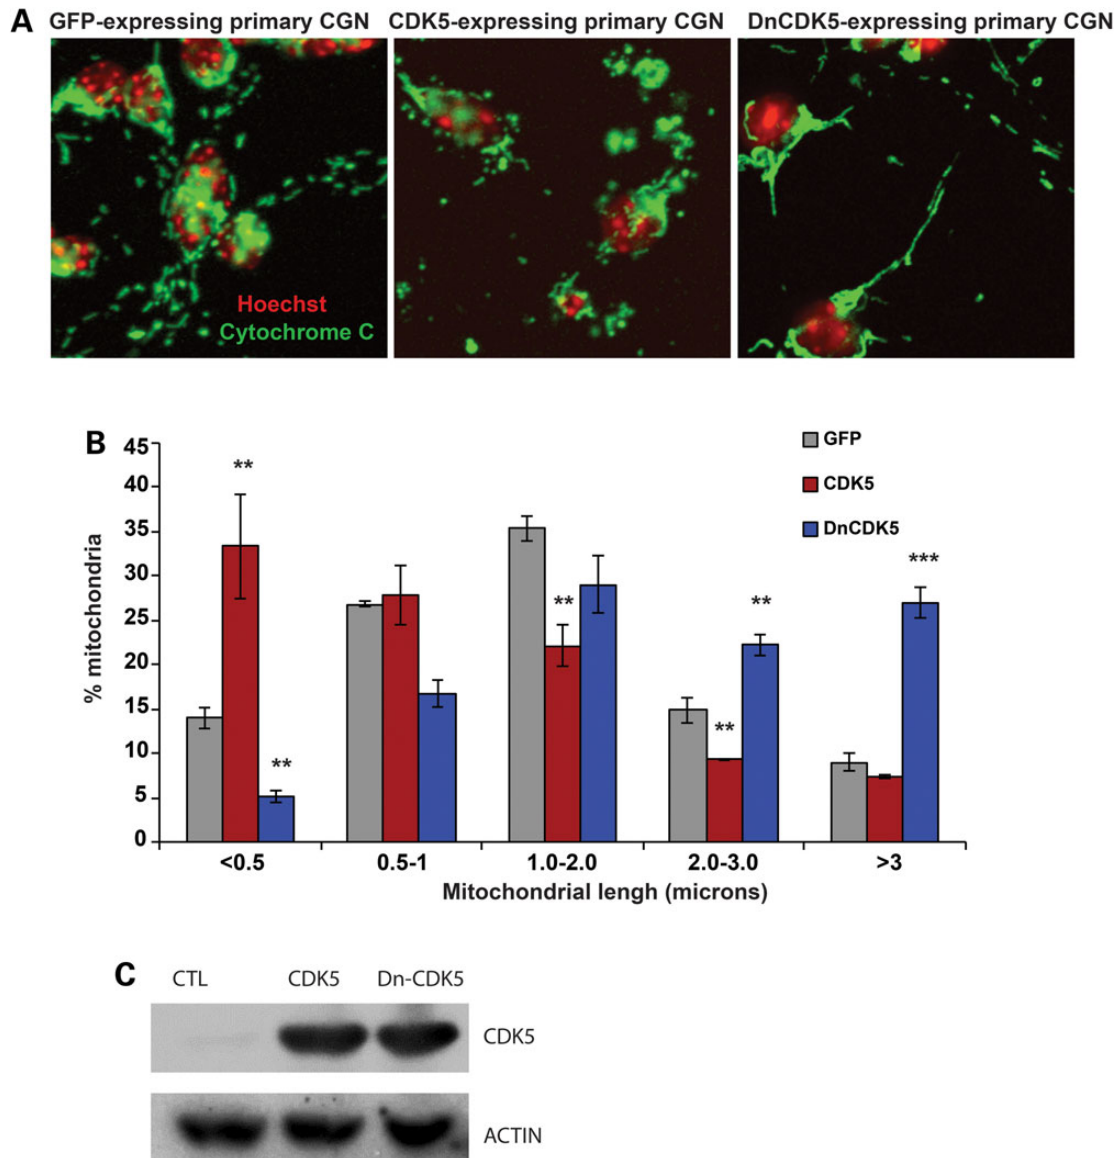 A
GFP-expressing primary CGN
CDK5-expressing primary CGN
DnCDK5-expressing primary CGN
Hoechst
Cytochrome C
B
GFP
CDK5
DnCDK5
% mitochondria
45
40
35
30
25
20
15
10
5
0
**
**
**
**
**
***
<0.5 0.5-1 1.0-2.0 2.0-3.0 >3
Mitochondrial lengh (microns)
C
CTL CDK5 Dn-CDK5
CDK5
ACTIN